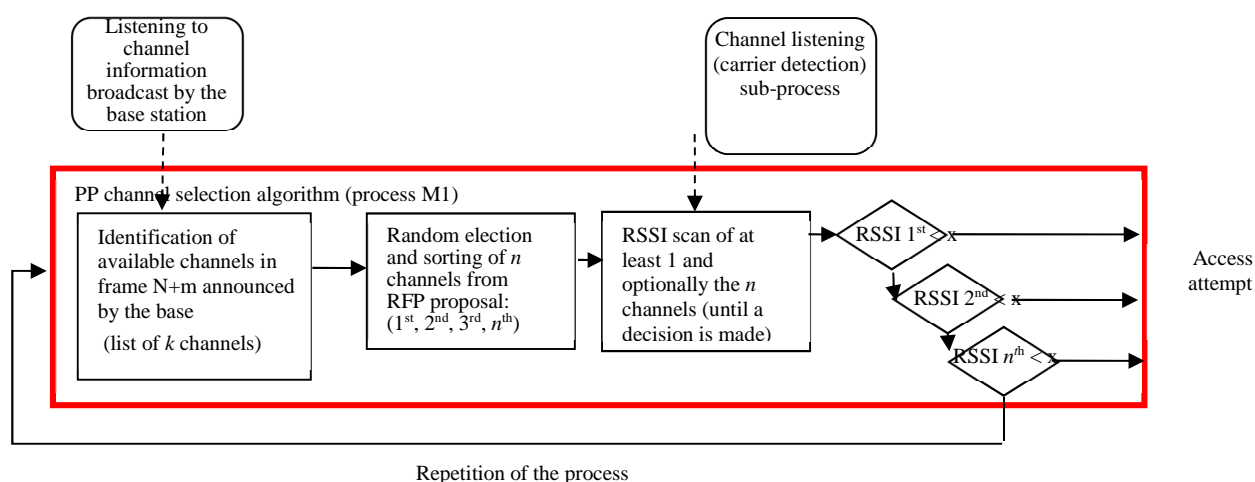 Listening to
channel
information
broadcast by the
base station
Channel listening
(carrier detection)
sub-process
PP channel selection algorithm (process M1)
Identification of
available channels in
frame N+m announced
by the base
(list of k channels)
Random election
and sorting of n
channels from
RFP proposal:
(1st, 2nd, 3rd, nth)
RSSI scan of at
least 1 and
optionally the n
channels (until a
decision is made)
RSSI 1st < x
RSSI 2nd < x
RSSI nth < x
Access
attempt
Repetition of the process